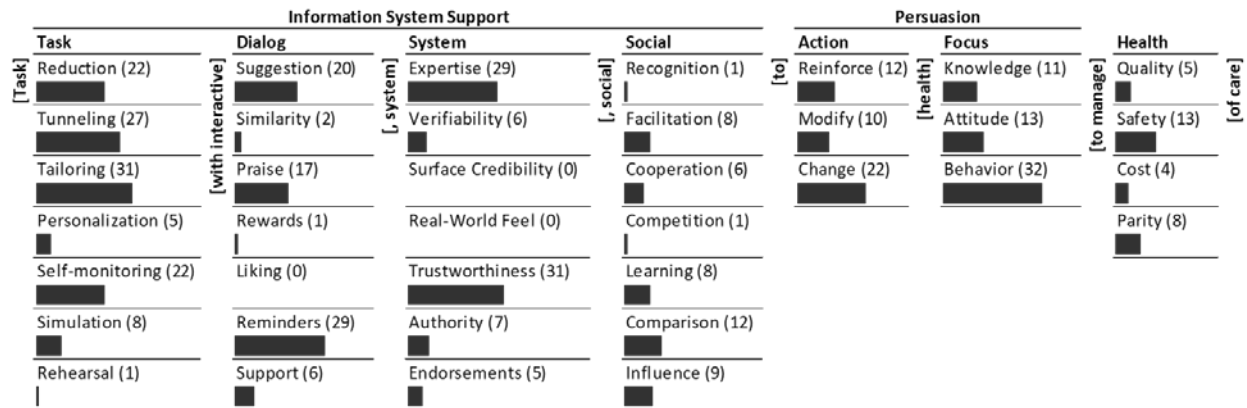 Information System Support Persuasion
Task Dialog System Social Action Focus Health
[Task] [with interactive] [, system] [, social] [to] [health] [to manage] [of care]
Reduction (22) Suggestion (20) Expertise (29) Recognition (1) Reinforce (12) Knowledge (11) Quality (5)
Tunneling (27) Similarity (2) Verifiability (6) Facilitation (8) Modify (10) Attitude (13) Safety (13)
Tailoring (31) Praise (17) Surface Credibility (0) Cooperation (6) Change (22) Behavior (32) Cost (4)
Personalization (5) Rewards (1) Real-World Feel (0) Competition (1) Parity (8)
Self-monitoring (22) Liking (0) Trustworthiness (31) Learning (8)
Simulation (8) Reminders (29) Authority (7) Comparison (12)
Rehearsal (1) Support (6) Endorsements (5) Influence (9)